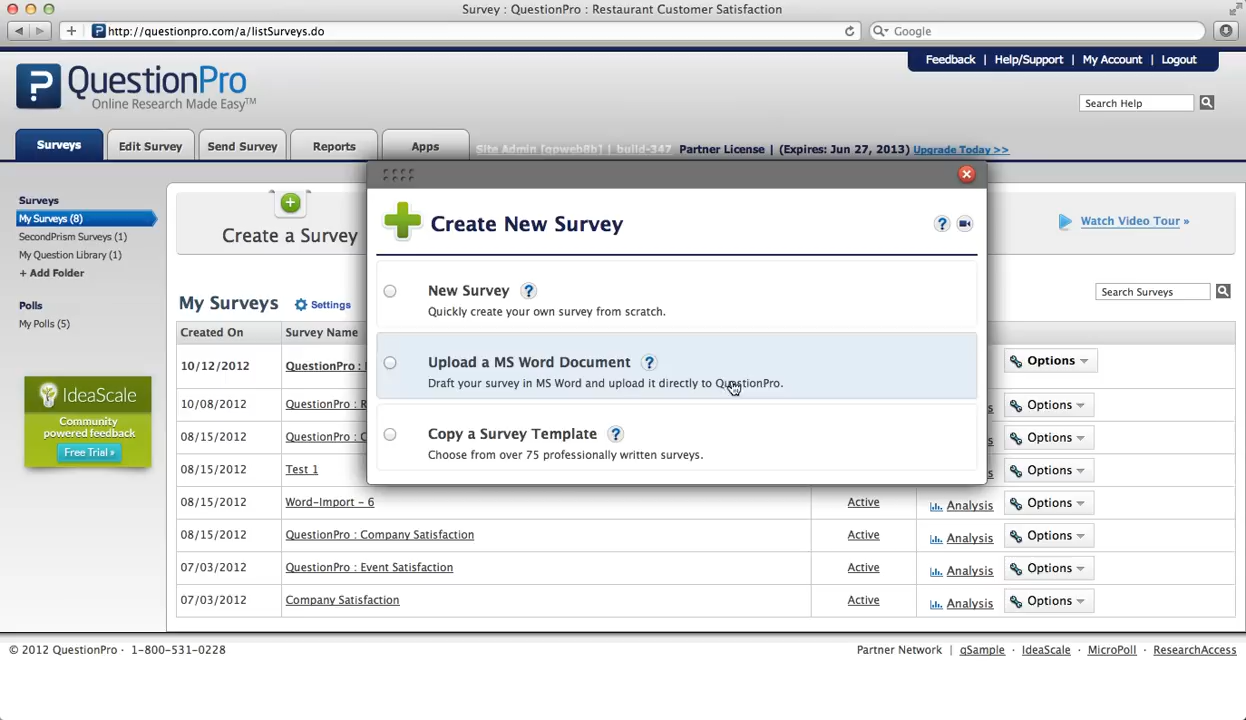 Survey : QuestionPro : Restaurant Customer Satisfaction
http://questionpro.com/a/listSurveys.do
Google
Feedback | Help/Support | My Account | Logout
QuestionPro
Online Research Made Easy™
Search Help
Surveys
Edit Survey
Send Survey
Reports
Apps
Site Admin [qpweb8b] | build-347 Partner License | (Expires: Jun 27, 2013) Upgrade Today >>
Surveys
My Surveys (8)
SecondPrism Surveys (1)
My Question Library (1)
+ Add Folder
Polls
My Polls (5)
IdeaScale
Community
powered feedback
Free Trial »
Create a Survey
Watch Video Tour »
Create New Survey
New Survey ?
Quickly create your own survey from scratch.
Upload a MS Word Document ?
Draft your survey in MS Word and upload it directly to QuestionPro.
Copy a Survey Template ?
Choose from over 75 professionally written surveys.
My Surveys Settings
Search Surveys
Created On Survey Name
10/12/2012 QuestionPro : Options
10/08/2012 QuestionPro : R s Options
08/15/2012 QuestionPro : C s Options
08/15/2012 Test 1 s Options
08/15/2012 Word-Import - 6 Active Analysis Options
08/15/2012 QuestionPro : Company Satisfaction Active Analysis Options
07/03/2012 QuestionPro : Event Satisfaction Active Analysis Options
07/03/2012 Company Satisfaction Active Analysis Options
© 2012 QuestionPro · 1-800-531-0228
Partner Network | qSample · IdeaScale · MicroPoll · ResearchAccess